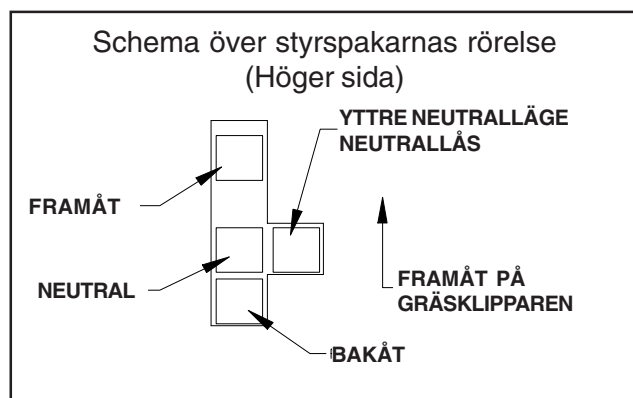 Schema över styrspakarnas rörelse
(Höger sida)
YTTRE NEUTRALLÄGE
NEUTRALLÅS
FRAMÅT
NEUTRAL
FRAMÅT PÅ
GRÄSKLIPPAREN
BAKÅT